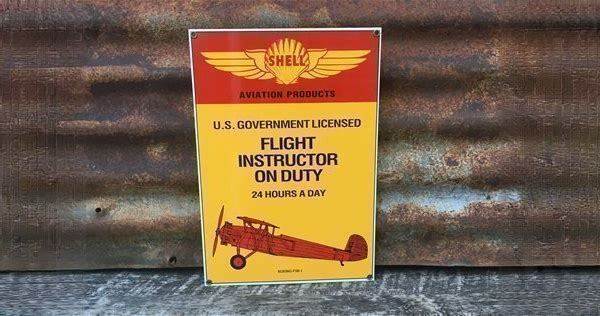 SHELL
AVIATION PRODUCTS
U.S. GOVERNMENT LICENSED
FLIGHT
INSTRUCTOR
ON DUTY
24 HOURS A DAY